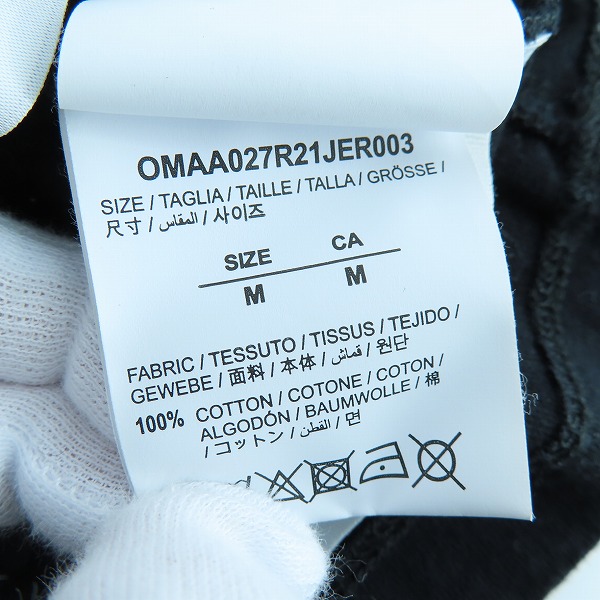 OMAA027R21JER003
SIZE / TAGLIA / TAILLE / TALLA / GRÖSSE /
尺寸 / المقاس / 사이즈
SIZE CA
M M
FABRIC / TESSUTO / TISSUS / TEJIDO /
GEWEBE / 面料 / 本体 / قماش / 원단
100% COTTON / COTONE / COTON /
ALGODÓN / BAUMWOLLE / 棉
/ コットン / القطن / 면